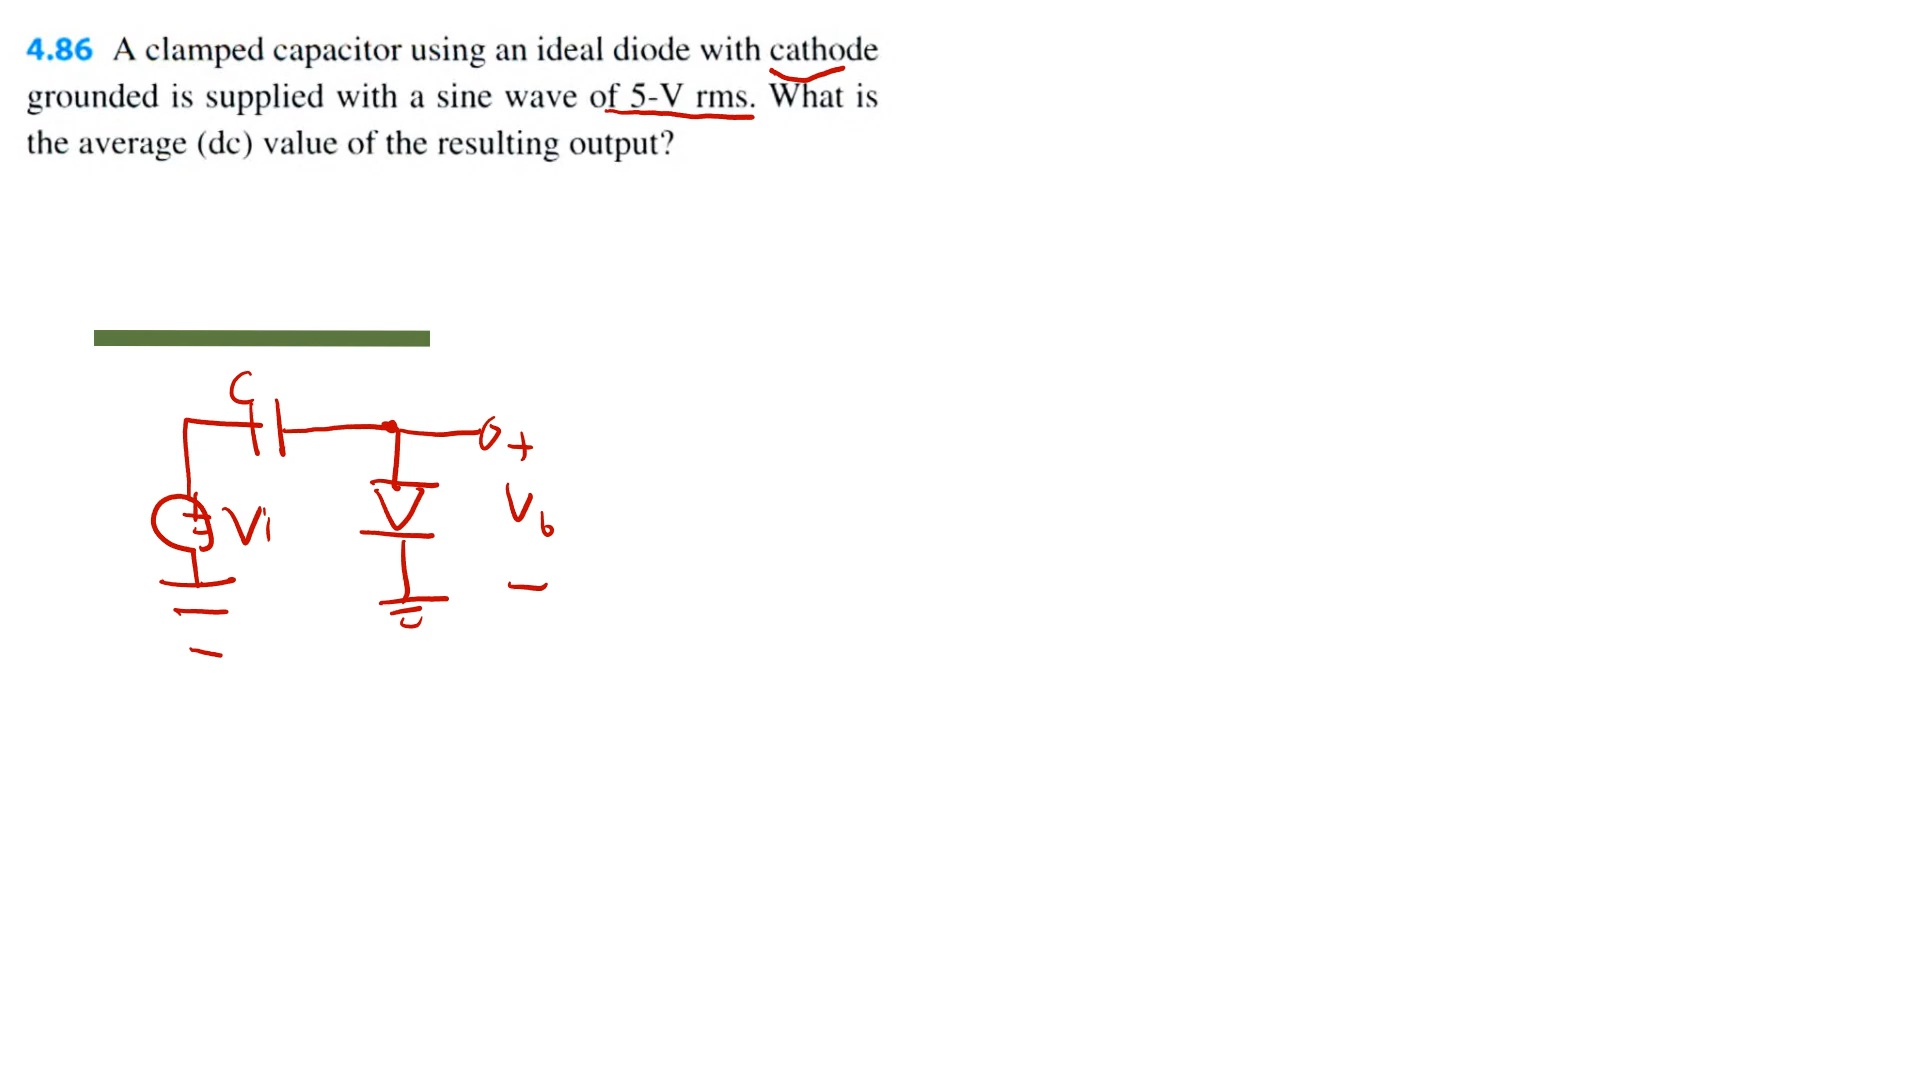 4.86 A clamped capacitor using an ideal diode with cathode
grounded is supplied with a sine wave of 5-V rms. What is
the average (dc) value of the resulting output?
C
+
Vi
+
V
-